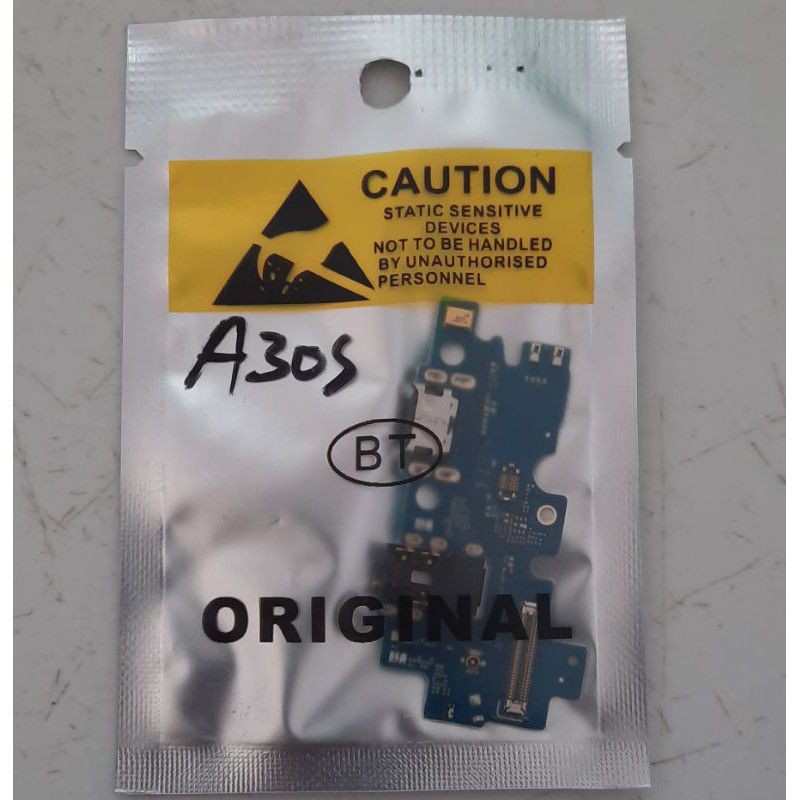 CAUTION
STATIC SENSITIVE
DEVICES
NOT TO BE HANDLED
BY UNAUTHORISED
PERSONNEL
A30S
BT
ORIGINAL